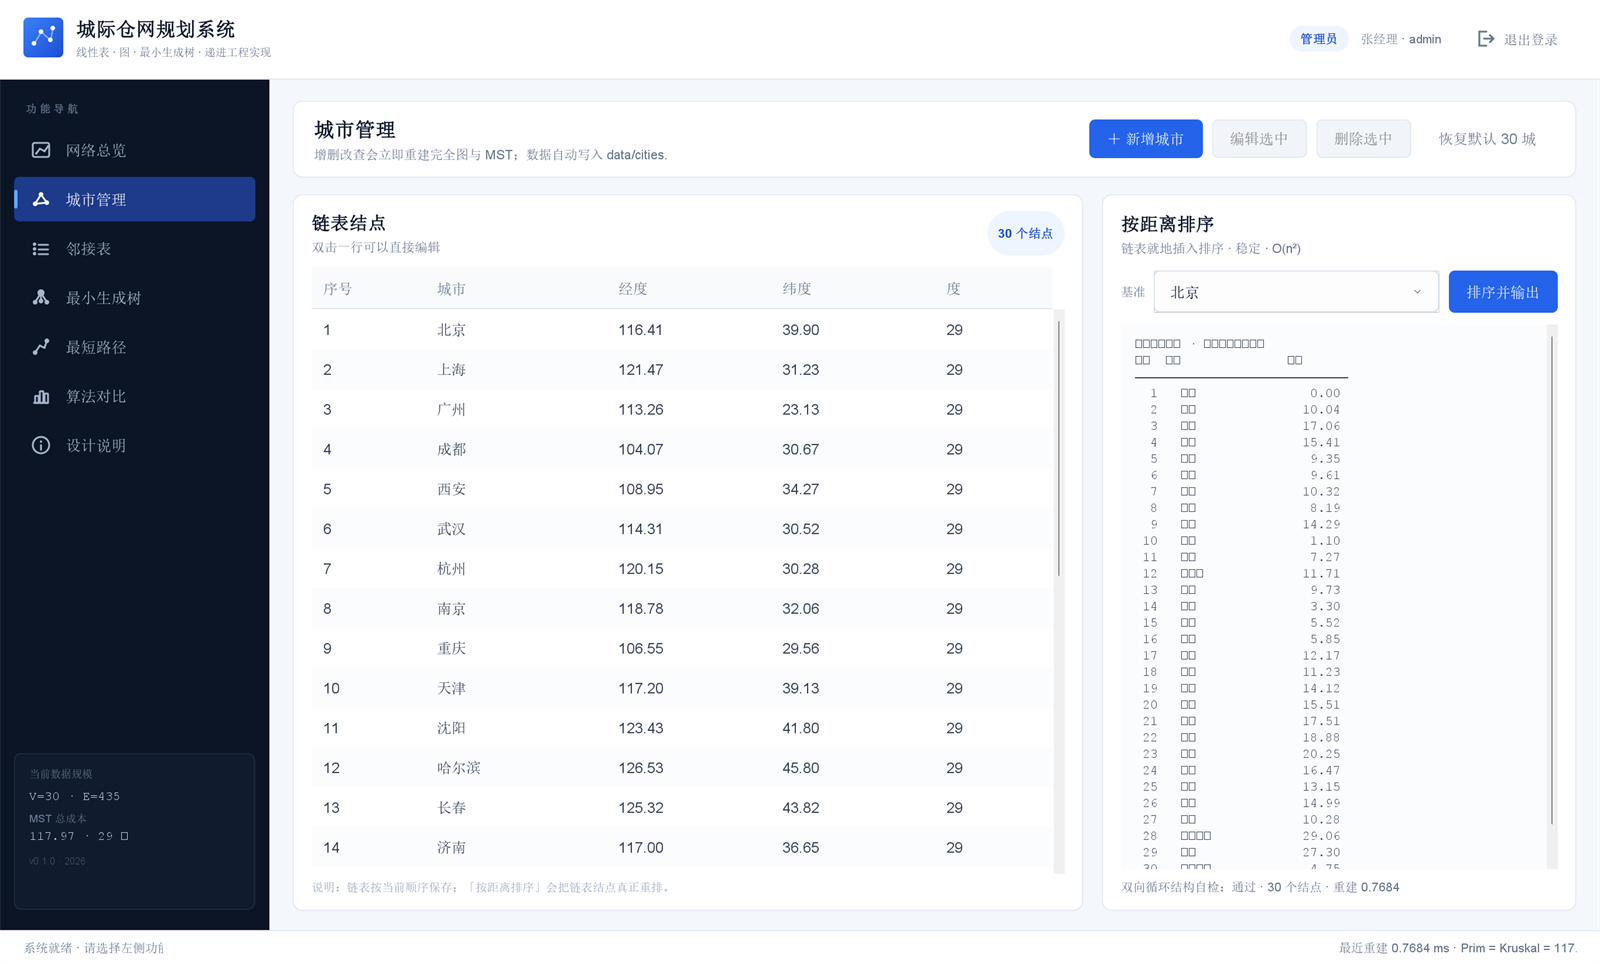 城际仓网规划系统
线性表 · 图 · 最小生成树 · 递进工程实现
管理员
张经理 · admin
退出登录
功能导航
网络总览
城市管理
邻接表
最小生成树
最短路径
算法对比
设计说明
当前数据规模
V=30 · E=435
MST 总成本
117.97 · 29 □
v0.1.0 · 2026
城市管理
增删改查会立即重建完全图与 MST；数据自动写入 data/cities.
+ 新增城市
编辑选中
删除选中
恢复默认 30 城
链表结点
双击一行可以直接编辑
30 个结点
序号 城市 经度 纬度 度
1 北京 116.41 39.90 29
2 上海 121.47 31.23 29
3 广州 113.26 23.13 29
4 成都 104.07 30.67 29
5 西安 108.95 34.27 29
6 武汉 114.31 30.52 29
7 杭州 120.15 30.28 29
8 南京 118.78 32.06 29
9 重庆 106.55 29.56 29
10 天津 117.20 39.13 29
11 沈阳 123.43 41.80 29
12 哈尔滨 126.53 45.80 29
13 长春 125.32 43.82 29
14 济南 117.00 36.65 29
说明：链表按当前顺序保存；「按距离排序」会把链表结点真正重排。
按距离排序
链表就地插入排序 · 稳定 · O(n²)
基准
北京
排序并输出
□□□□□□ · □□□□□□□□
□□ □□ □□
1 □□ 0.00
2 □□ 10.04
3 □□ 17.06
4 □□ 15.41
5 □□ 9.35
6 □□ 9.61
7 □□ 10.32
8 □□ 8.19
9 □□ 14.29
10 □□ 1.10
11 □□ 7.27
12 □□□ 11.71
13 □□ 9.73
14 □□ 3.30
15 □□ 5.52
16 □□ 5.85
17 □□ 12.17
18 □□ 11.23
19 □□ 14.12
20 □□ 15.51
21 □□ 17.51
22 □□ 18.88
23 □□ 20.25
24 □□ 16.47
25 □□ 13.15
26 □□ 14.99
27 □□ 10.28
28 □□□□ 29.06
29 □□ 27.30
30 □□□□ 4.75
双向循环结构自检：通过 · 30 个结点 · 重建 0.7684
系统就绪 · 请选择左侧功能
最近重建 0.7684 ms · Prim = Kruskal = 117.